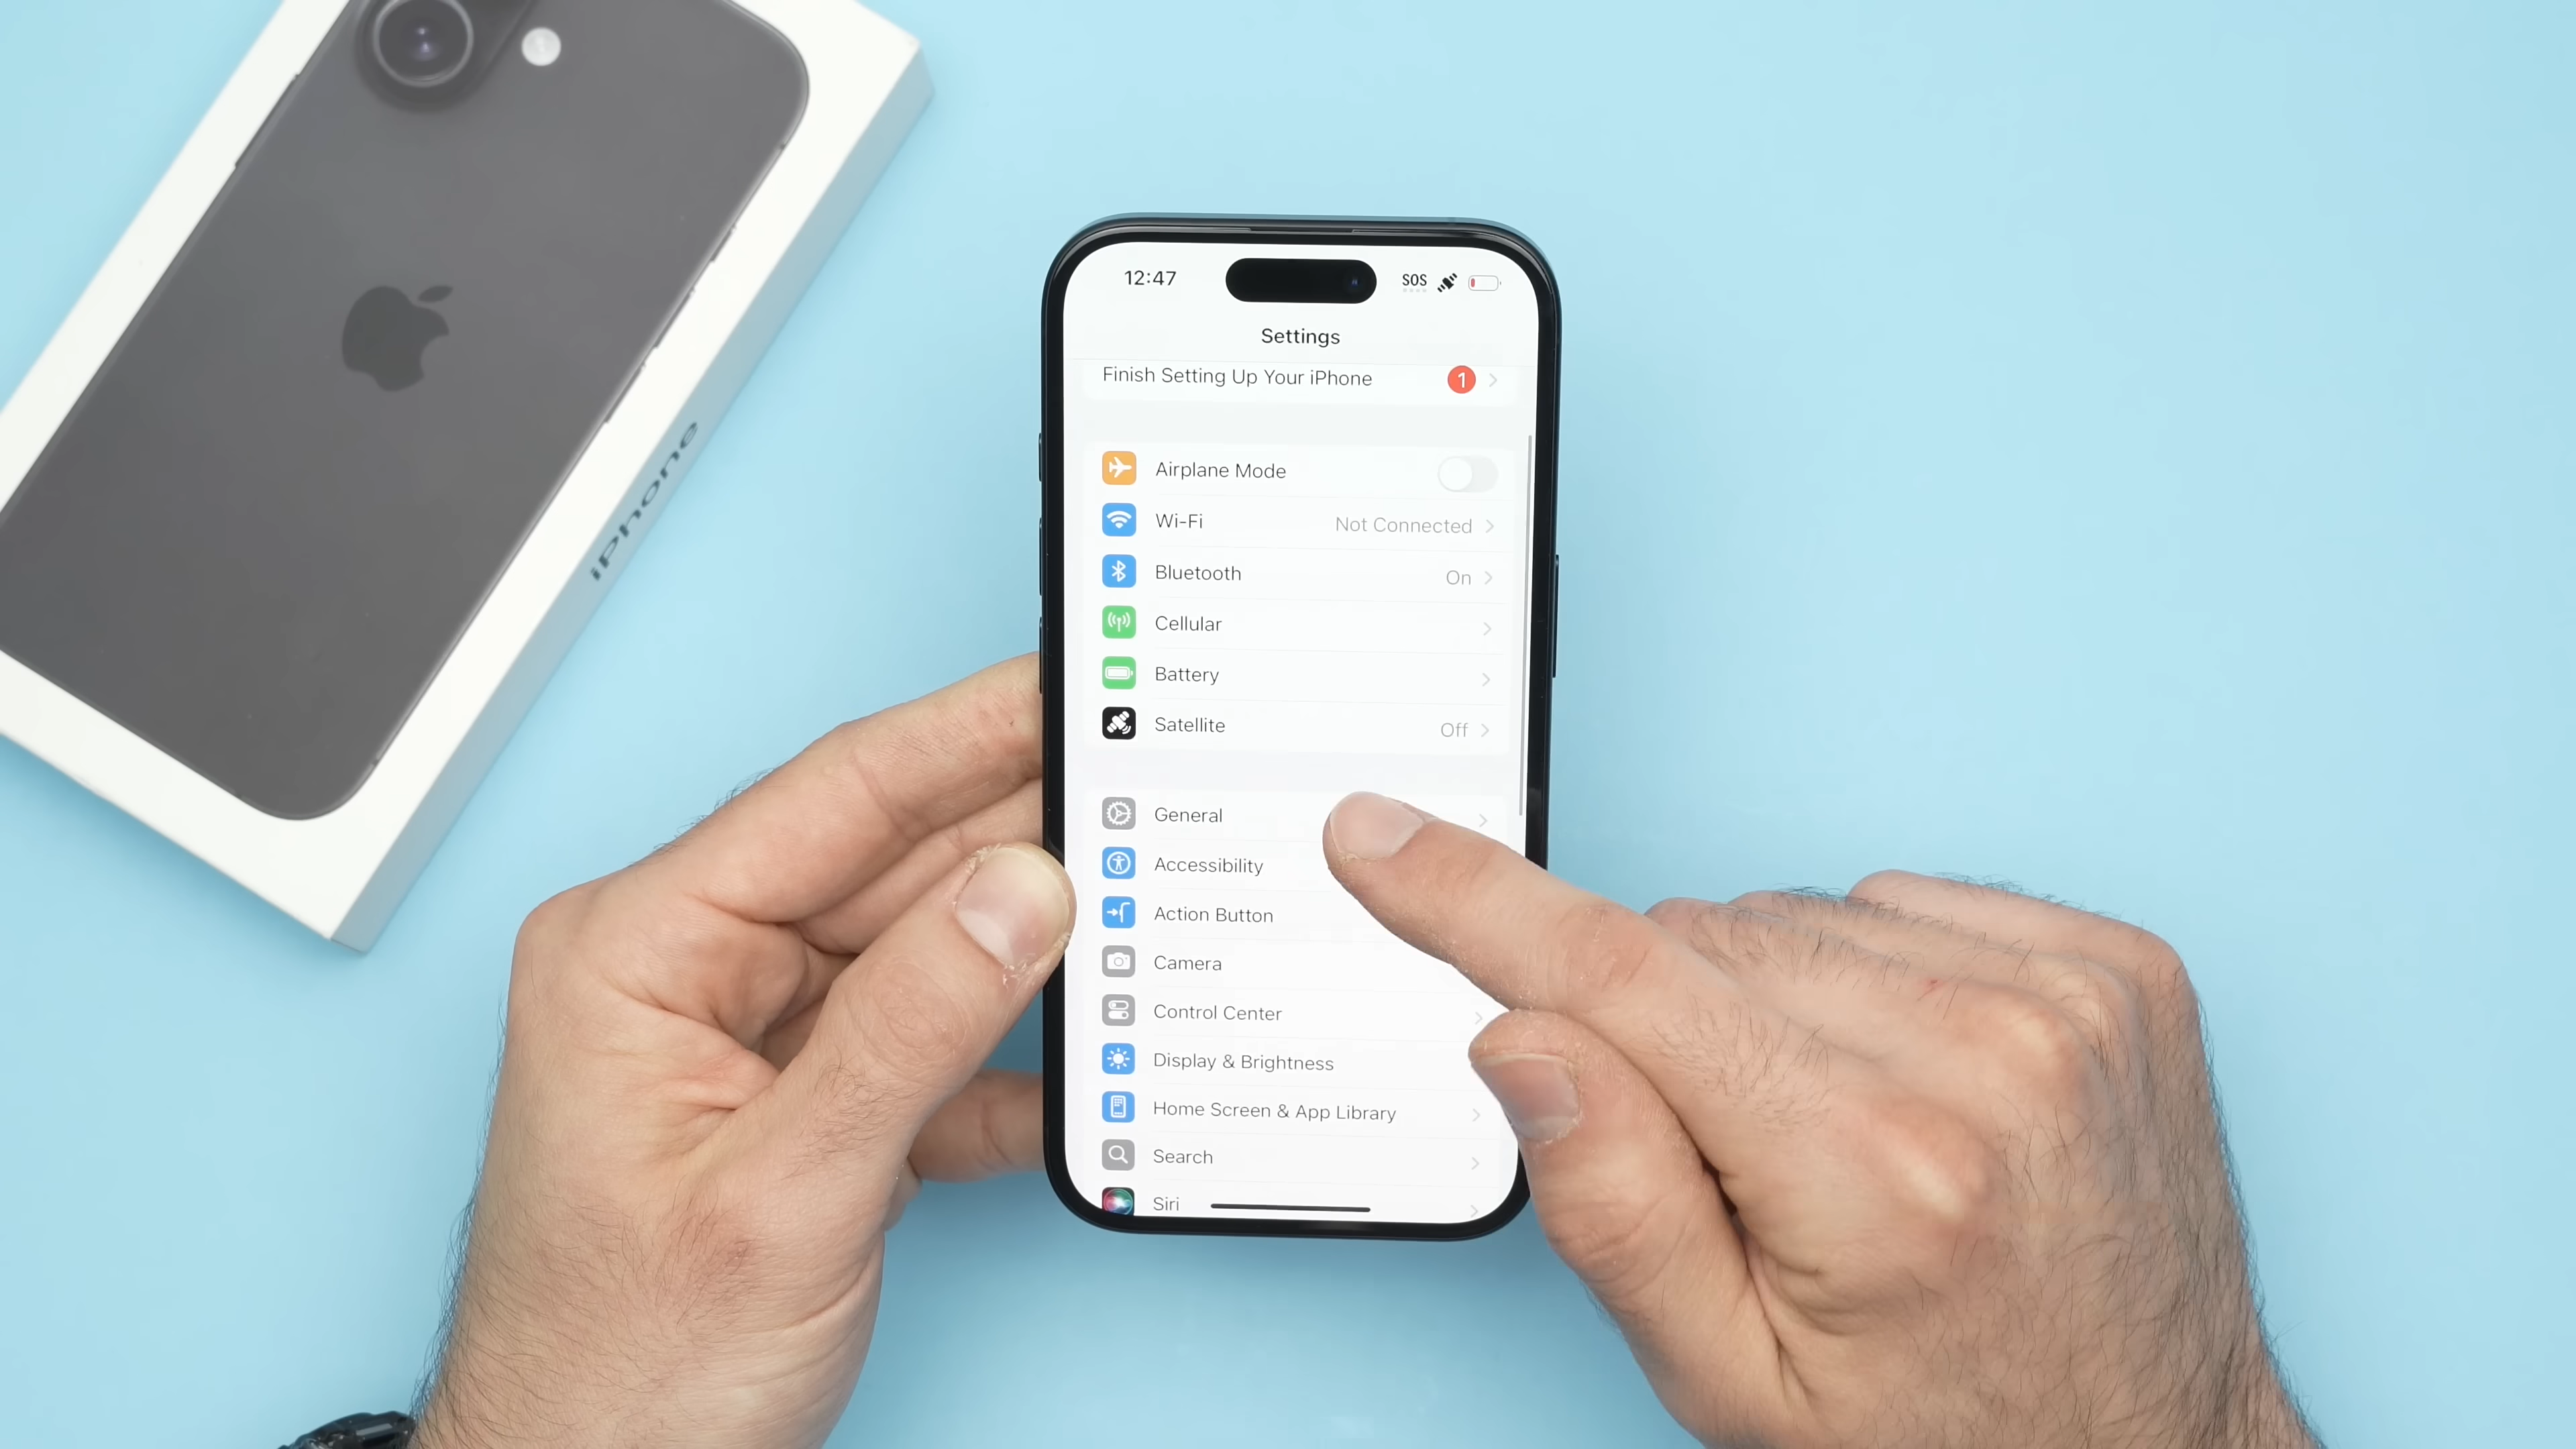 iPhone
12:47 SOS
Settings
Finish Setting Up Your iPhone 1
Airplane Mode
Wi-Fi Not Connected
Bluetooth On
Cellular
Battery
Satellite Off
General
Accessibility
Action Button
Camera
Control Center
Display & Brightness
Home Screen & App Library
Search
Siri